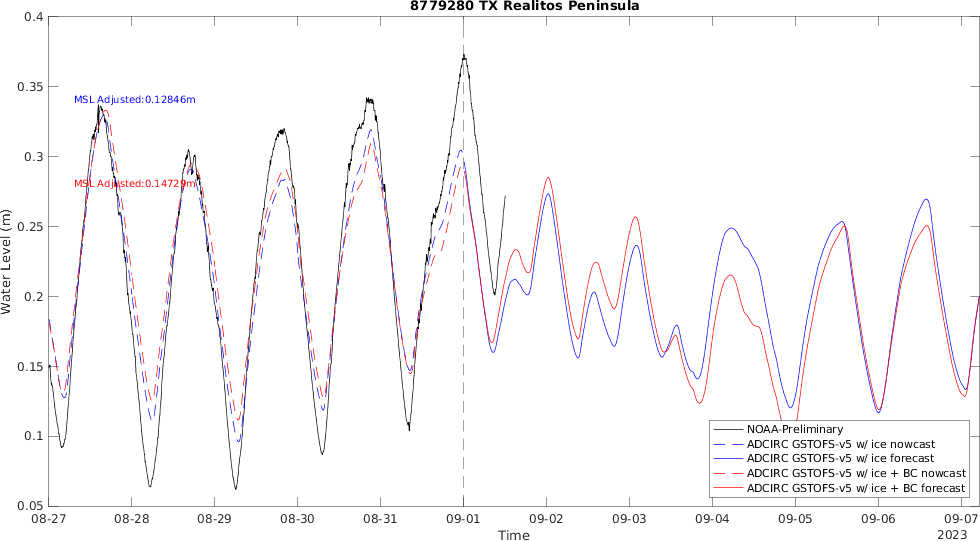 8779280 TX Realitos Peninsula
0.4
0.35
0.3
0.25
0.2
0.15
0.1
0.05
Water Level (m)
MSL Adjusted:0.12846m
MSL Adjusted:0.14729m
NOAA-Preliminary
ADCIRC GSTOFS-v5 w/ ice nowcast
ADCIRC GSTOFS-v5 w/ ice forecast
ADCIRC GSTOFS-v5 w/ ice + BC nowcast
ADCIRC GSTOFS-v5 w/ ice + BC forecast
08-27 08-28 08-29 08-30 08-31 09-01 09-02 09-03 09-04 09-05 09-06 09-07
Time
2023